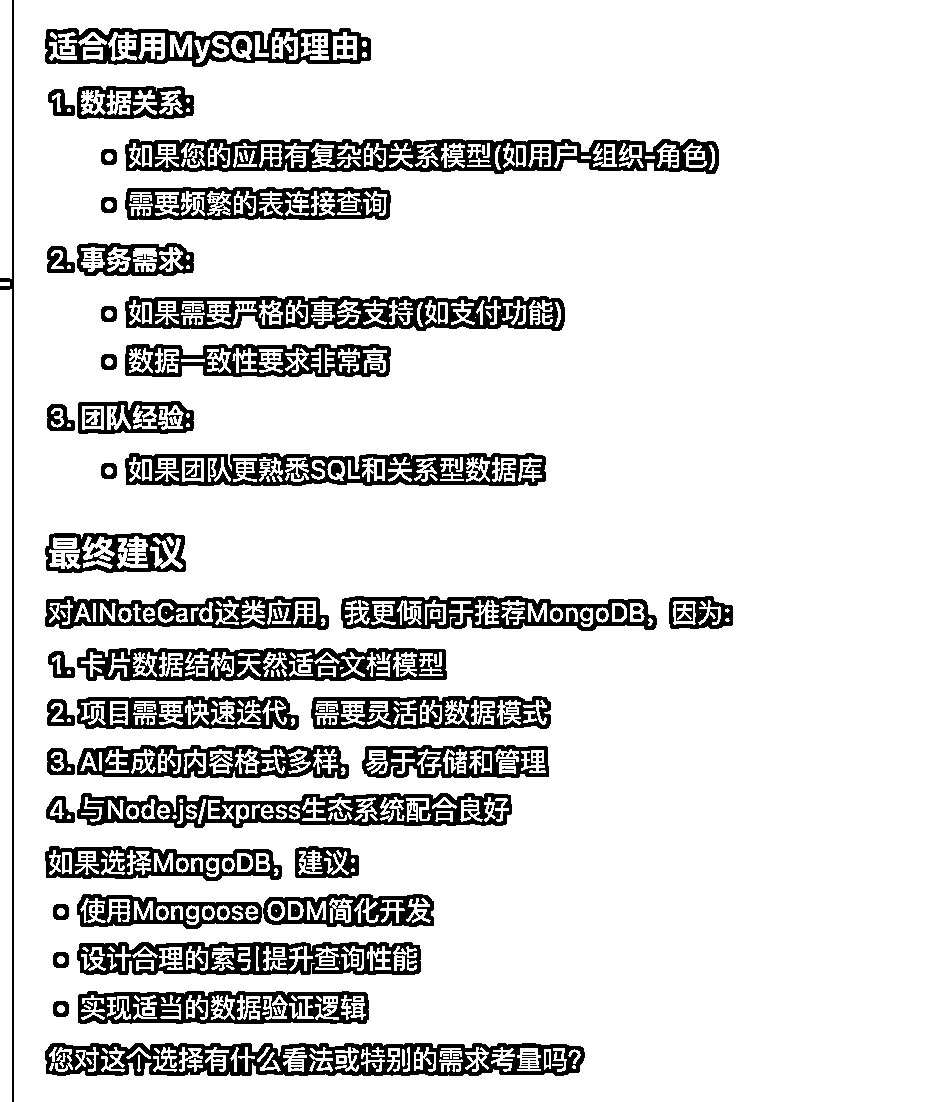 适合使用MySQL的理由:
1. 数据关系:
如果您的应用有复杂的关系模型(如用户-组织-角色)
需要频繁的表连接查询
2. 事务需求:
如果需要严格的事务支持(如支付功能)
数据一致性要求非常高
3. 团队经验:
如果团队更熟悉SQL和关系型数据库
最终建议
对AINoteCard这类应用，我更倾向于推荐MongoDB，因为:
1. 卡片数据结构天然适合文档模型
2. 项目需要快速迭代，需要灵活的数据模式
3. AI生成的内容格式多样，易于存储和管理
4. 与Node.js/Express生态系统配合良好
如果选择MongoDB，建议:
使用Mongoose ODM简化开发
设计合理的索引提升查询性能
实现适当的数据验证逻辑
您对这个选择有什么看法或特别的需求考量吗?